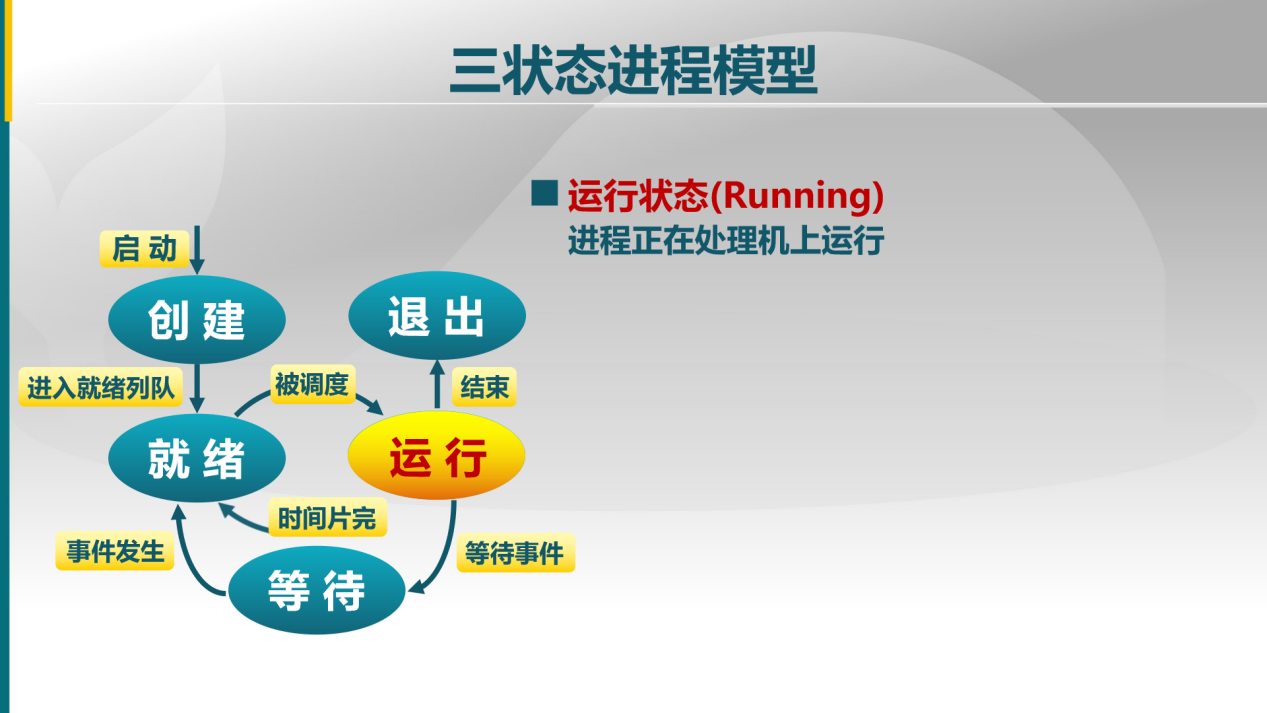 三状态进程模型
运行状态(Running)
进程正在处理机上运行
启 动
创 建
退 出
进入就绪列队
被调度
结束
就 绪
运 行
时间片完
事件发生
等待事件
等 待